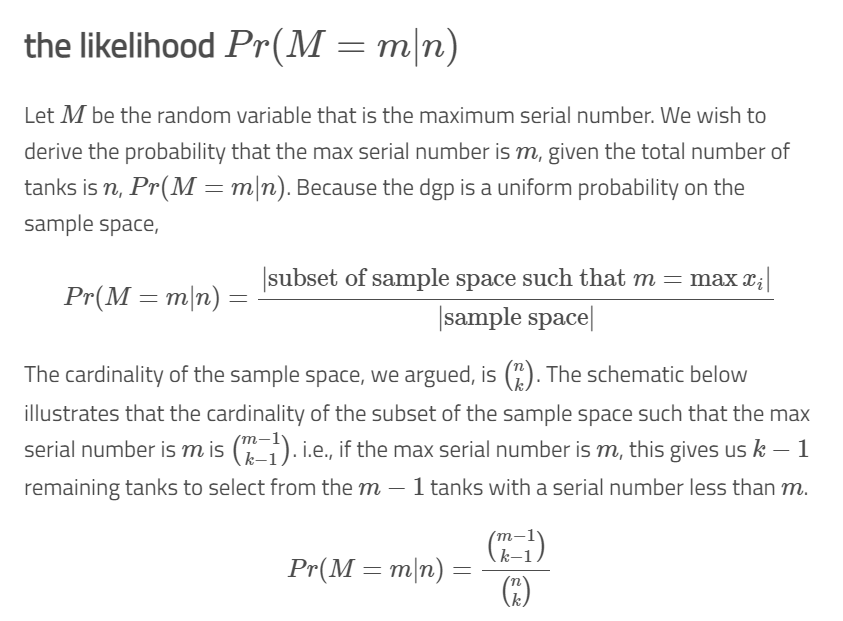 the likelihood Pr(M = m|n)
Let M be the random variable that is the maximum serial number. We wish to
derive the probability that the max serial number is m, given the total number of
tanks is n, Pr(M = m|n). Because the dgp is a uniform probability on the
sample space,
Pr(M = m|n) = \frac{|subset of sample space such that m = max x_i|}{|sample space|}
The cardinality of the sample space, we argued, is \binom{n}{k}. The schematic below
illustrates that the cardinality of the subset of the sample space such that the max
serial number is m is \binom{m-1}{k-1}. i.e., if the max serial number is m, this gives us k − 1
remaining tanks to select from the m − 1 tanks with a serial number less than m.
Pr(M = m|n) = \frac{\binom{m-1}{k-1}}{\binom{n}{k}}